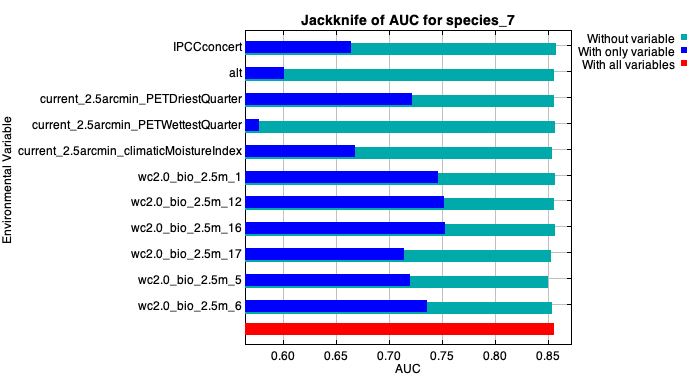 Jackknife of AUC for species_7
Without variable
With only variable
With all variables
Environmental Variable
IPCCconcert
alt
current_2.5arcmin_PETDriestQuarter
current_2.5arcmin_PETWettestQuarter
current_2.5arcmin_climaticMoistureIndex
wc2.0_bio_2.5m_1
wc2.0_bio_2.5m_12
wc2.0_bio_2.5m_16
wc2.0_bio_2.5m_17
wc2.0_bio_2.5m_5
wc2.0_bio_2.5m_6
0.60 0.65 0.70 0.75 0.80 0.85
AUC